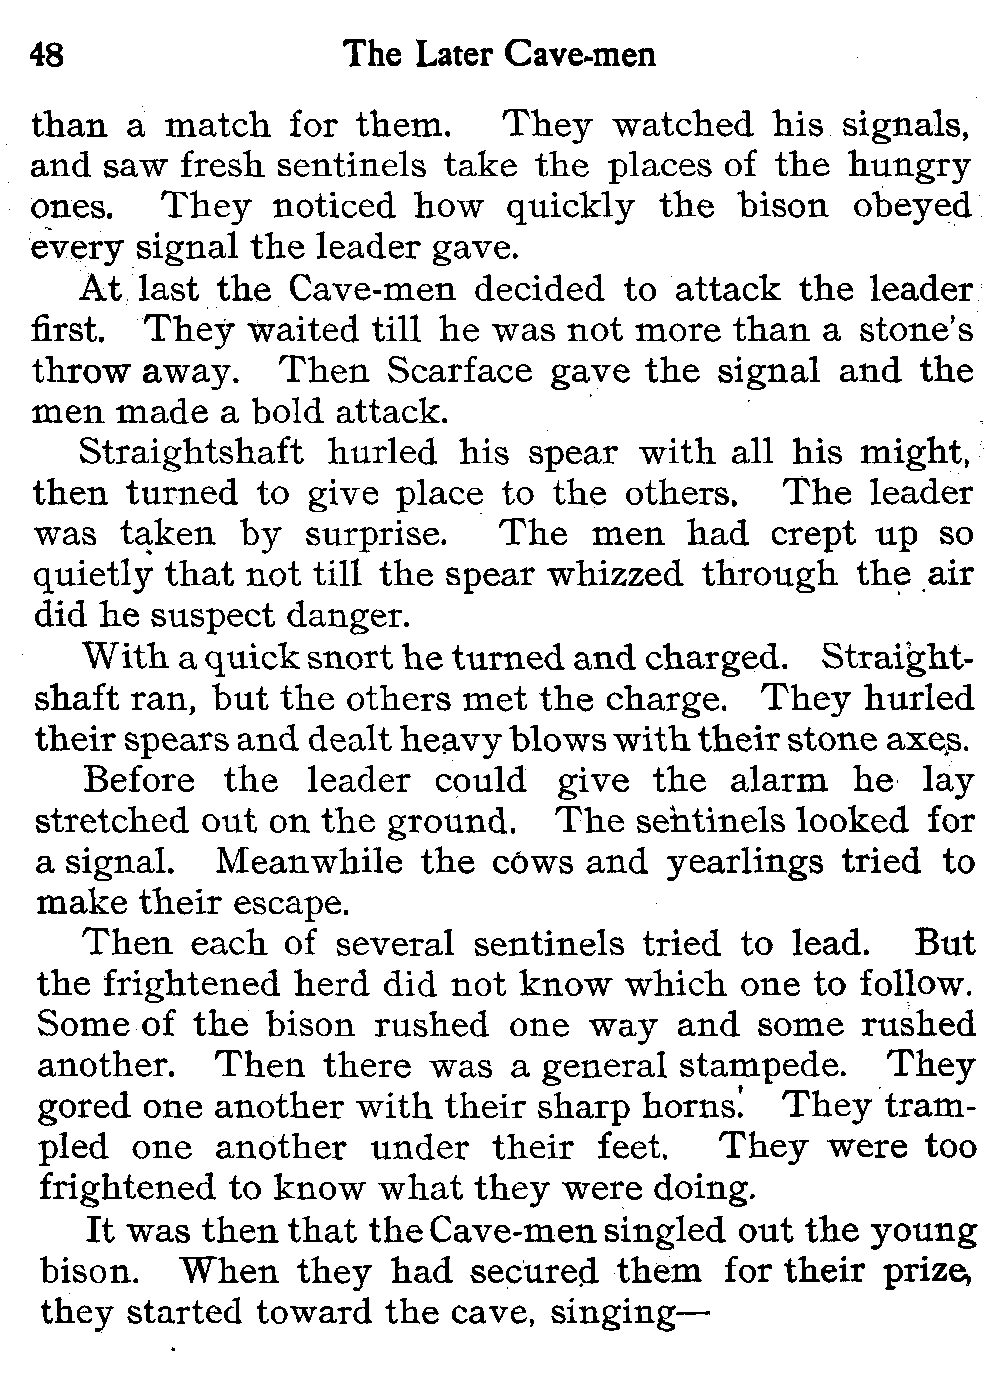 48 The Later Cave-men
than a match for them. They watched his signals,
and saw fresh sentinels take the places of the hungry
ones. They noticed how quickly the bison obeyed
every signal the leader gave.
At last the Cave-men decided to attack the leader
first. They waited till he was not more than a stone's
throw away. Then Scarface gave the signal and the
men made a bold attack.
Straightshaft hurled his spear with all his might,
then turned to give place to the others. The leader
was taken by surprise. The men had crept up so
quietly that not till the spear whizzed through the air
did he suspect danger.
With a quick snort he turned and charged. Straight-
shaft ran, but the others met the charge. They hurled
their spears and dealt heavy blows with their stone axes.
Before the leader could give the alarm he lay
stretched out on the ground. The sentinels looked for
a signal. Meanwhile the cows and yearlings tried to
make their escape.
Then each of several sentinels tried to lead. But
the frightened herd did not know which one to follow.
Some of the bison rushed one way and some rushed
another. Then there was a general stampede. They
gored one another with their sharp horns. They tram-
pled one another under their feet. They were too
frightened to know what they were doing.
It was then that the Cave-men singled out the young
bison. When they had secured them for their prize,
they started toward the cave, singing—